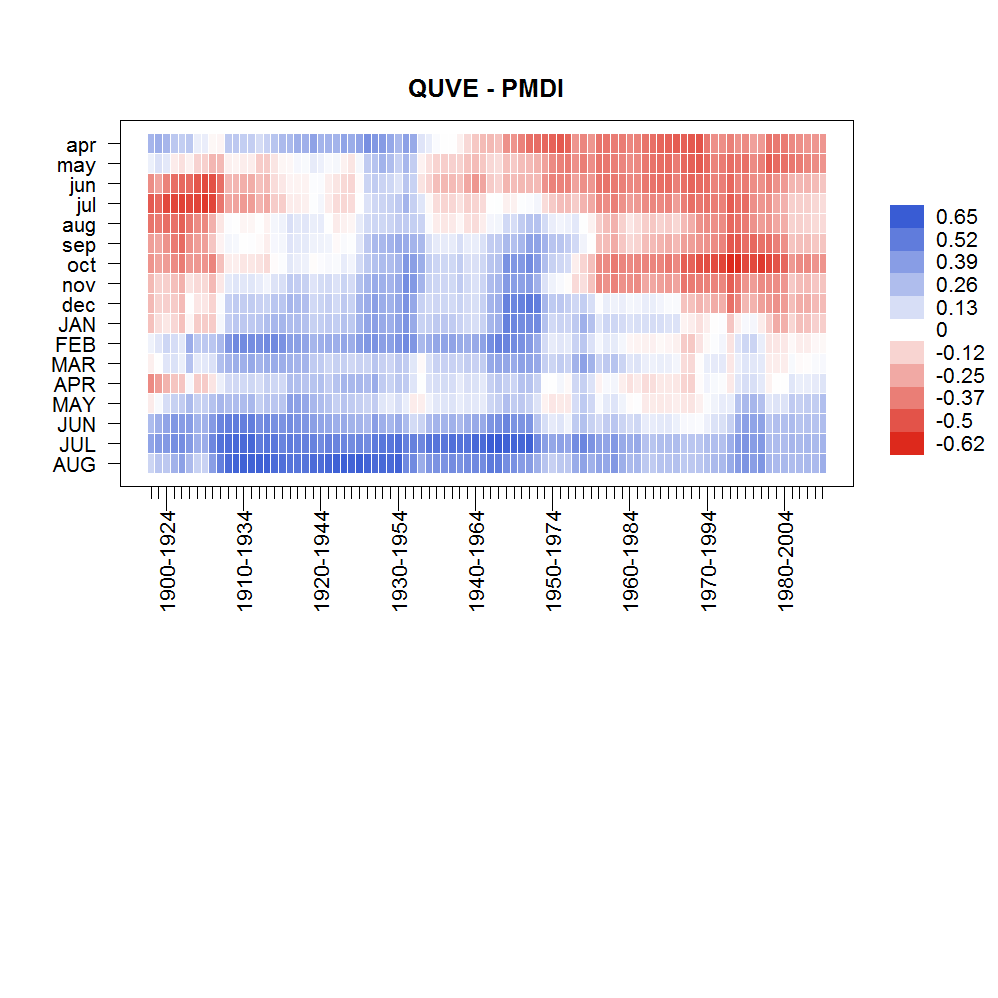 QUVE - PMDI
apr
may
jun
jul
aug
sep
oct
nov
dec
JAN
FEB
MAR
APR
MAY
JUN
JUL
AUG
0.65
0.52
0.39
0.26
0.13
0
-0.12
-0.25
-0.37
-0.5
-0.62
1900-1924
1910-1934
1920-1944
1930-1954
1940-1964
1950-1974
1960-1984
1970-1994
1980-2004